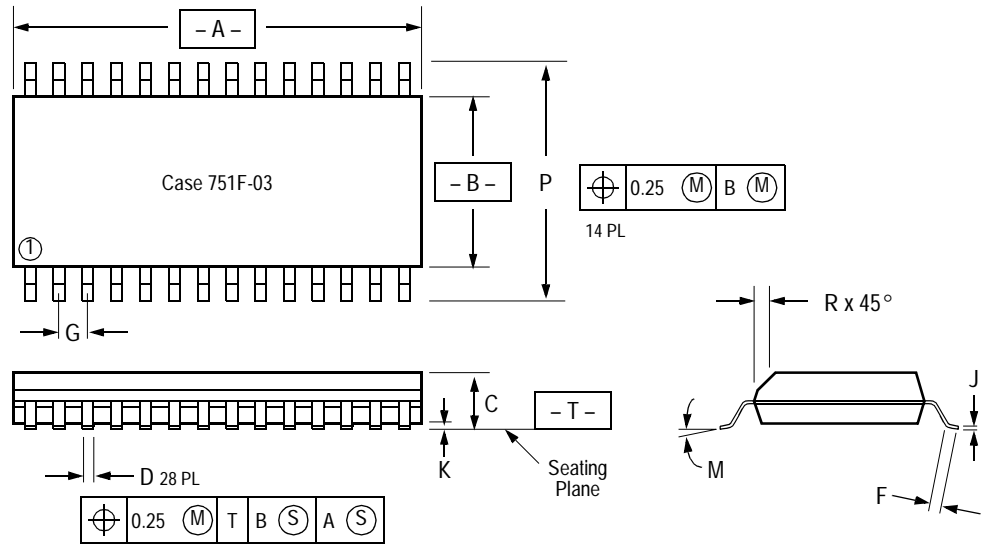 – A –
Case 751F-03
– B –
P
⌖ 0.25 Ⓜ B Ⓜ
14 PL
①
G
R x 45°
C
– T –
J
K
Seating
Plane
M
D 28 PL
F
⌖ 0.25 Ⓜ T B Ⓢ A Ⓢ